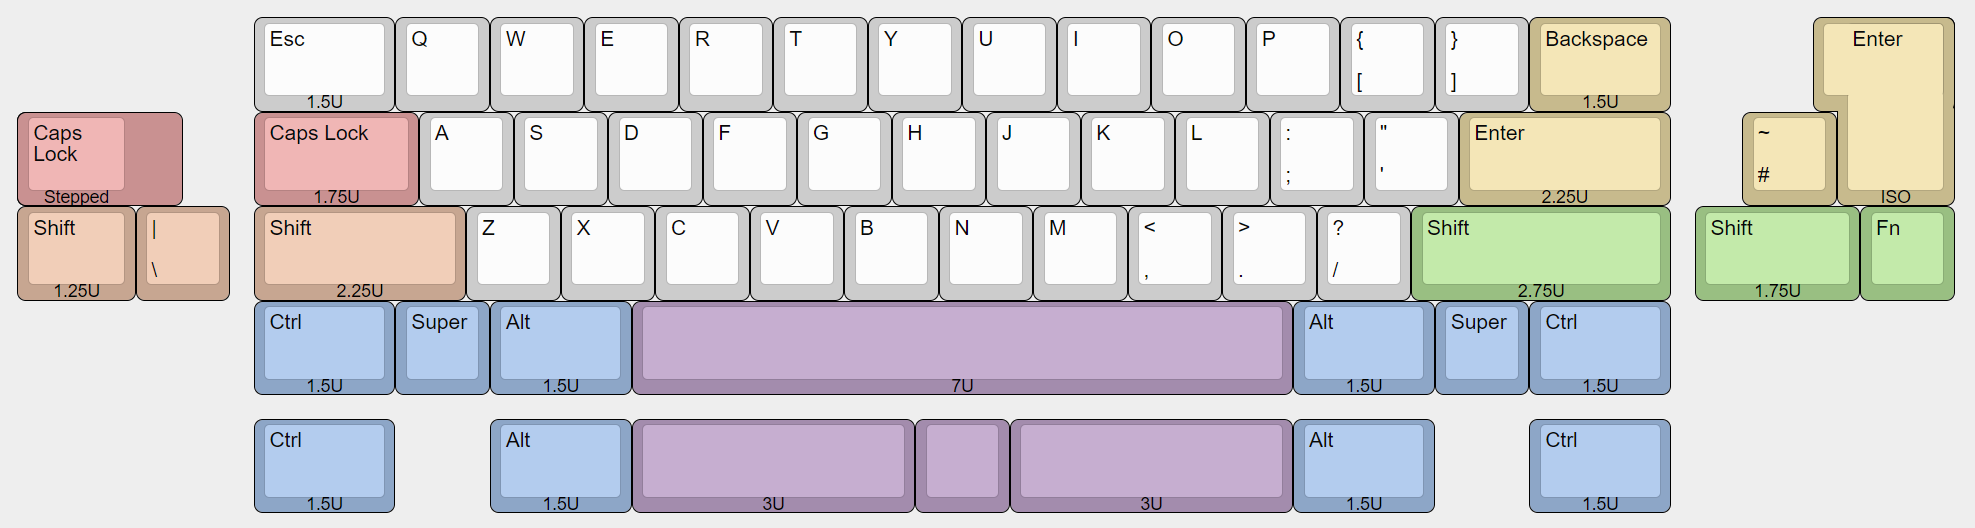 Esc Q W E R T Y U I O P { } Backspace Enter
[ ]
1.5U 1.5U
Caps Lock Caps Lock A S D F G H J K L : " Enter ~
; ' #
Stepped 1.75U 2.25U ISO
Shift | Shift Z X C V B N M < > ? Shift Shift Fn
\ , . /
1.25U 2.25U 2.75U 1.75U
Ctrl Super Alt Alt Super Ctrl
1.5U 1.5U 7U 1.5U 1.5U
Ctrl Alt Alt Ctrl
1.5U 1.5U 3U 3U 1.5U 1.5U